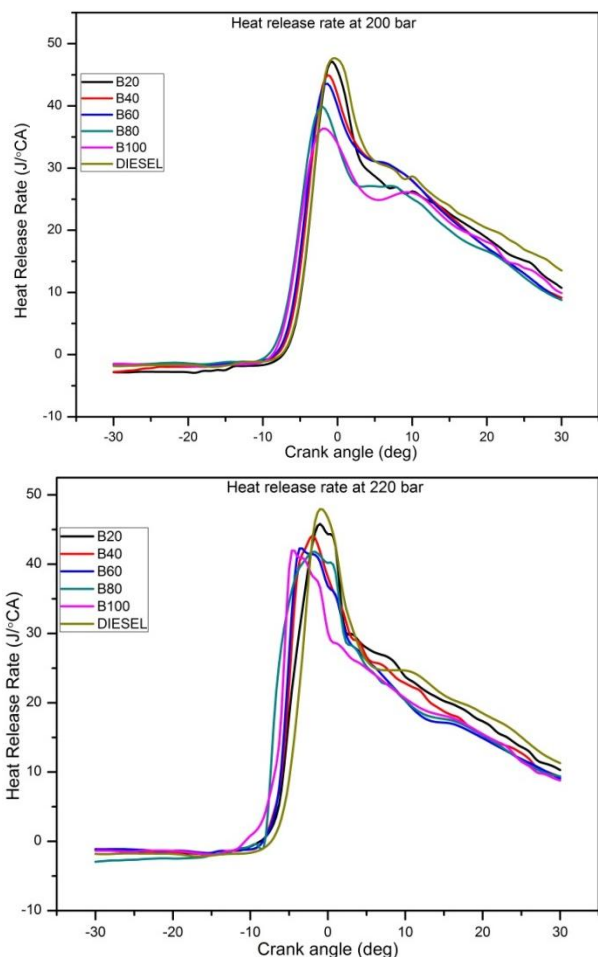 Heat release rate at 200 bar
50
40
30
20
10
0
-10
Heat Release Rate (J/°CA)
B20
B40
B60
B80
B100
DIESEL
-30 -20 -10 0 10 20 30
Crank angle (deg)
Heat release rate at 220 bar
50
40
30
20
10
0
-10
Heat Release Rate (J/°CA)
B20
B40
B60
B80
B100
DIESEL
-30 -20 -10 0 10 20 30
Crank angle (deg)